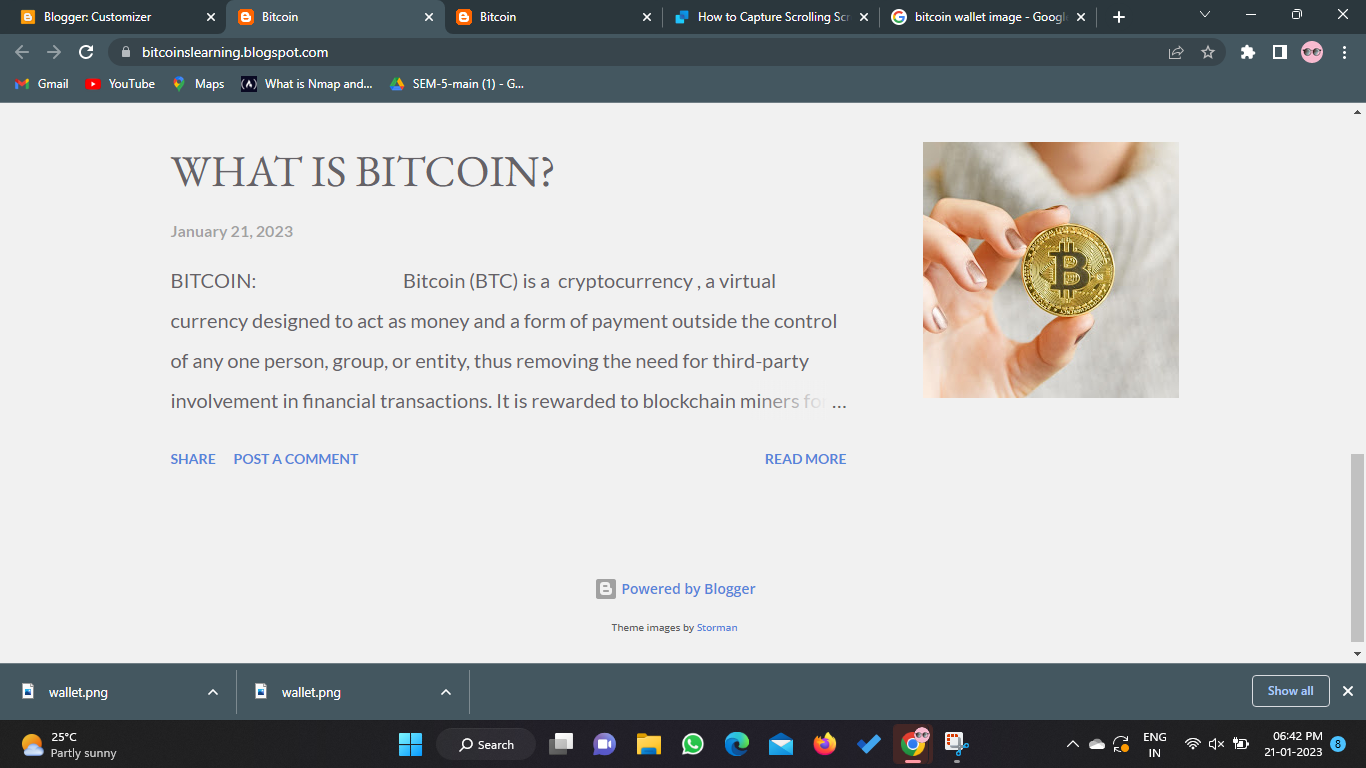 Blogger: Customizer
Bitcoin
Bitcoin
How to Capture Scrolling Scr
bitcoin wallet image - Google
bitcoinslearning.blogspot.com
Gmail
YouTube
Maps
What is Nmap and...
SEM-5-main (1) - G...
WHAT IS BITCOIN?
January 21, 2023
BITCOIN: Bitcoin (BTC) is a cryptocurrency , a virtual
currency designed to act as money and a form of payment outside the control
of any one person, group, or entity, thus removing the need for third-party
involvement in financial transactions. It is rewarded to blockchain miners for ...
SHARE POST A COMMENT READ MORE
Powered by Blogger
Theme images by Storman
wallet.png
wallet.png
Show all
25°C
Partly sunny
Search
ENG
IN
06:42 PM
21-01-2023
8